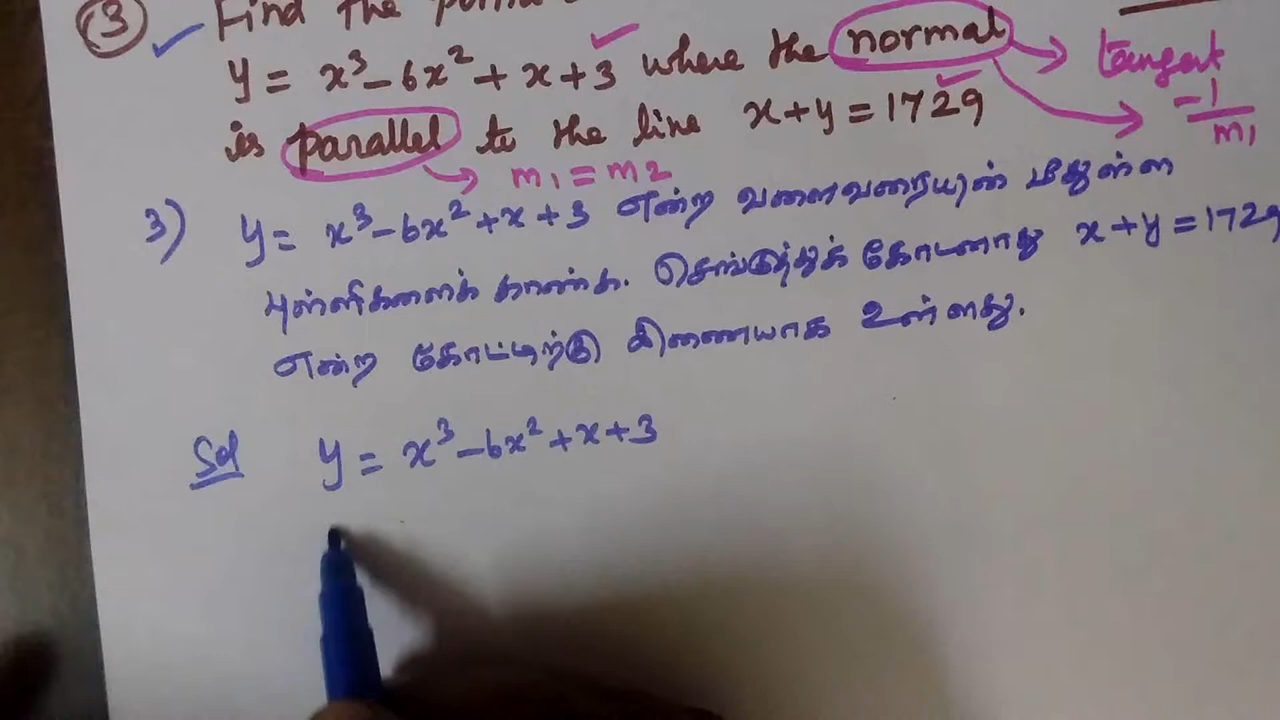 ③ Find the
y = x³ - 6x² + x + 3 where the normal → tangent
is parallel to the line x + y = 1729 → -1/m₁
→ m₁ = m₂
3) y = x³ - 6x² + x + 3 என்ற வளைவரையின் மீதுள்ள
புள்ளிகளைக் காண்க. செங்குத்துக் கோடானது x + y = 1729
என்ற கோட்டிற்கு இணையாக உள்ளது.
Sol y = x³ - 6x² + x + 3